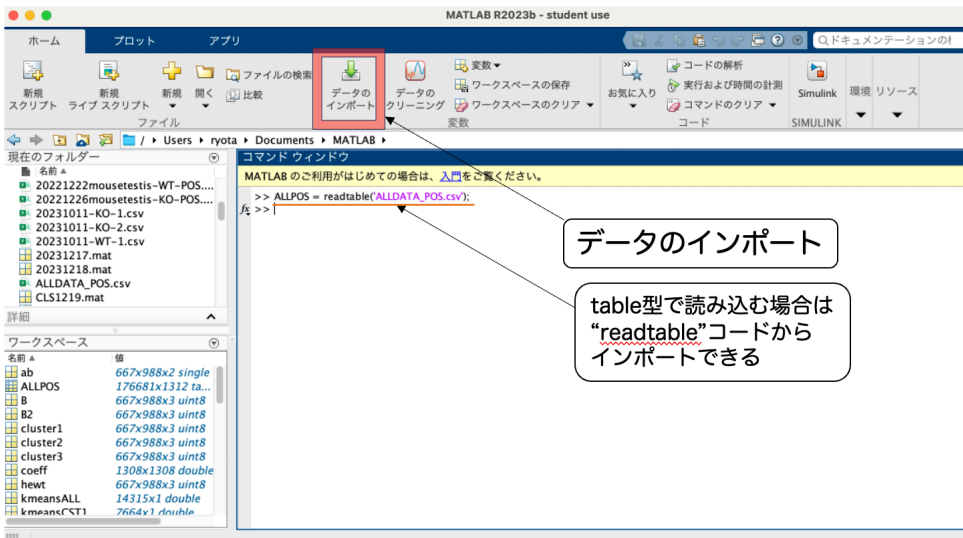 MATLAB R2023b - student use
ホーム プロット アプリ
ドキュメンテーションの
新規
スクリプト
新規
ライブ スクリプト
新規
開く
ファイルの検索
比較
ファイル
データの
インポート
データの
クリーニング
変数
ワークスペースの保存
ワークスペースのクリア
変数
お気に入り
コードの解析
実行および時間の計測
コマンドのクリア
コード
Simulink
SIMULINK
環境
リソース
/ Users ryota Documents MATLAB
現在のフォルダー
名前
20221222mousetestis-WT-POS....
20221226mousetestis-KO-POS....
20231011-KO-1.csv
20231011-KO-2.csv
20231011-WT-1.csv
20231217.mat
20231218.mat
ALLDATA_POS.csv
CLS1219.mat
詳細
ワークスペース
名前 値
ab 667x988x2 single
ALLPOS 176681x1312 ta...
B 667x988x3 uint8
B2 667x988x3 uint8
cluster1 667x988x3 uint8
cluster2 667x988x3 uint8
cluster3 667x988x3 uint8
coeff 1308x1308 double
hewt 667x988x3 uint8
kmeansALL 14315x1 double
kmeansCST1 7664x1 double
コマンド ウィンドウ
MATLAB のご利用がはじめての場合は、入門をご覧ください。
>> ALLPOS = readtable('ALLDATA_POS.csv');
fx >>
データのインポート
table型で読み込む場合は
“readtable”コードから
インポートできる